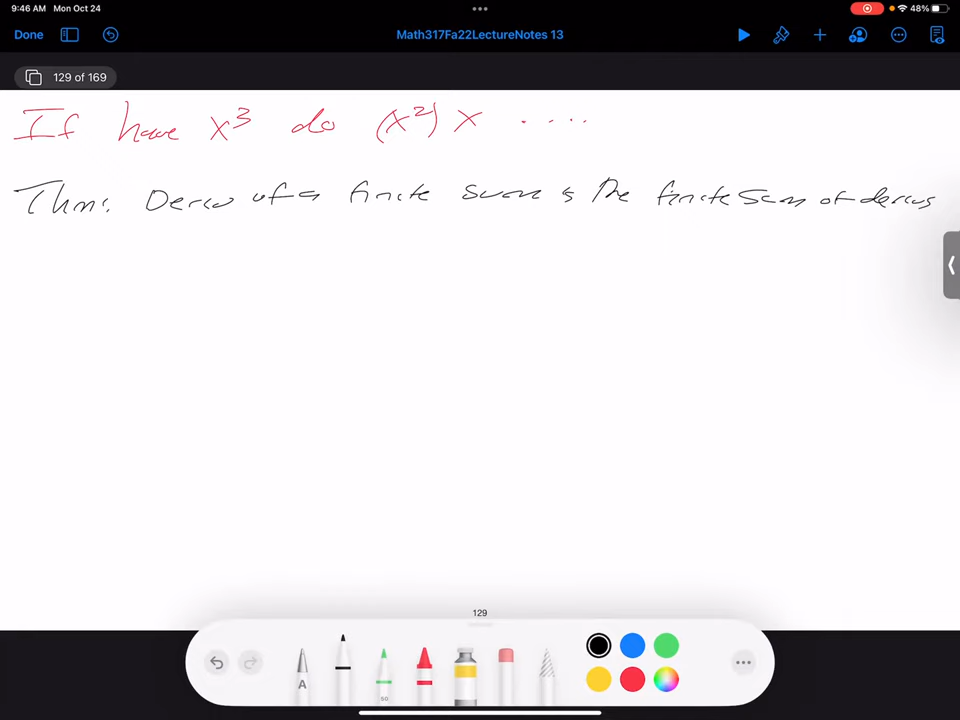 9:46 AM Mon Oct 24
48%
Done
Math317Fa22LectureNotes 13
129 of 169
If have x³ do (x²) x ....
Thm: Deriv of a finite sum is the finite sum of derivs
129
A
50